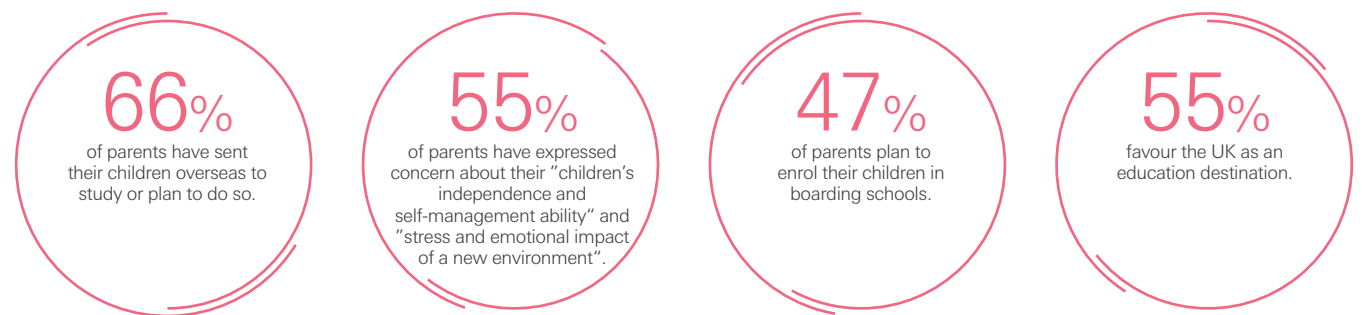 66%
of parents have sent
their children overseas to
study or plan to do so.
55%
of parents have expressed
concern about their ”children’s
independence and
self-management ability“ and
”stress and emotional impact
of a new environment“.
47%
of parents plan to
enrol their children in
boarding schools.
55%
favour the UK as an
education destination.